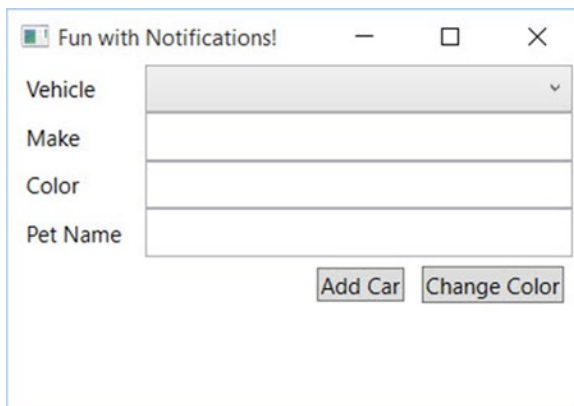 Fun with Notifications!
Vehicle
Make
Color
Pet Name
Add Car Change Color